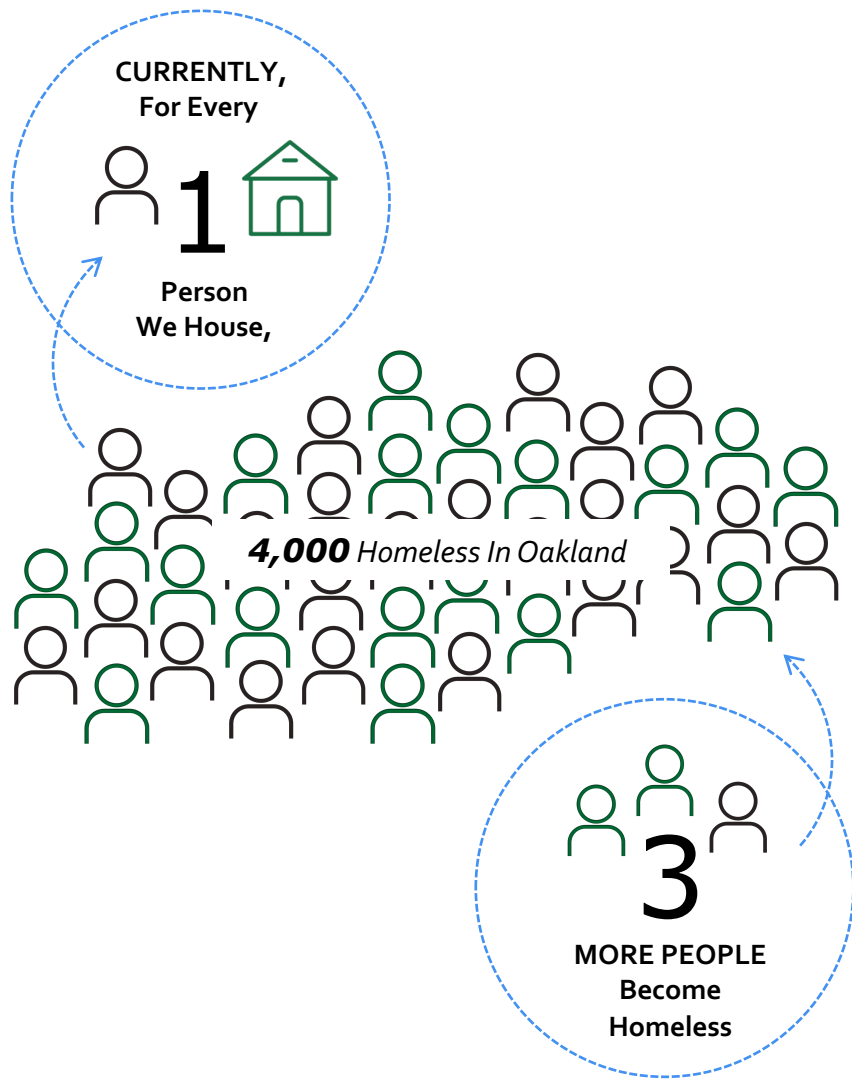 CURRENTLY,
For Every
1
Person
We House,
4,000 Homeless In Oakland
3
MORE PEOPLE
Become
Homeless